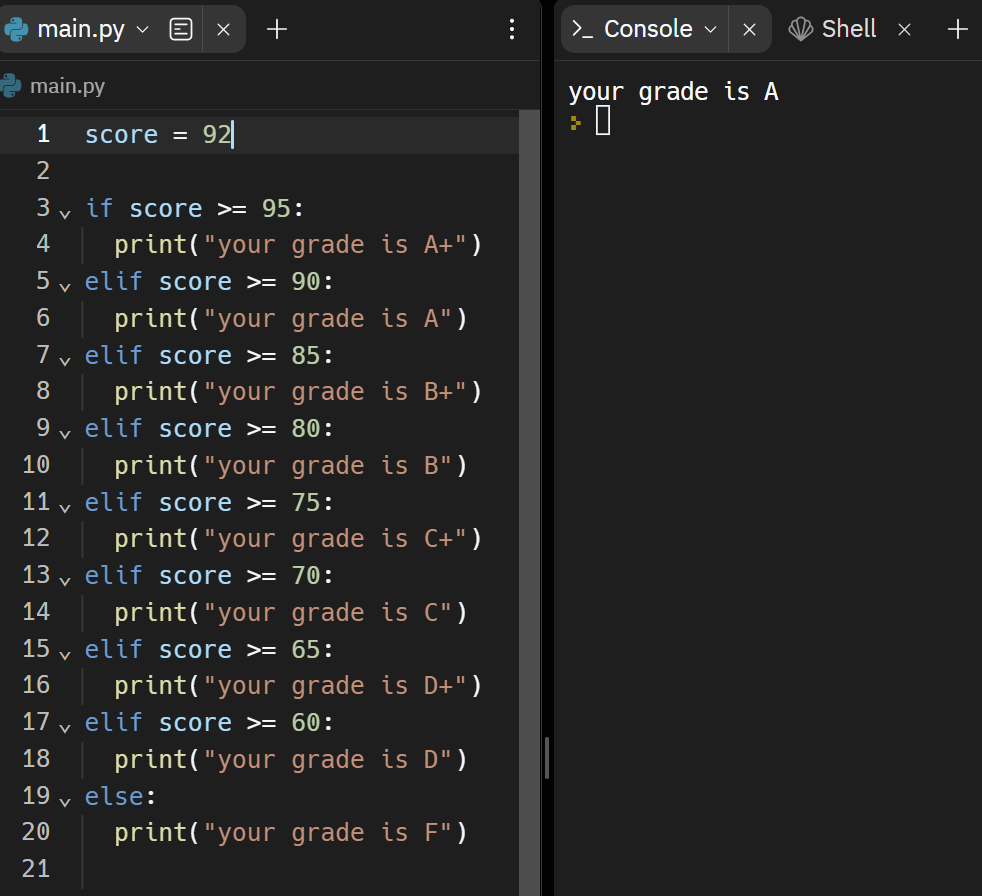 main.py
Console
Shell
main.py
1 score = 92
2
3 if score >= 95:
4   print("your grade is A+")
5 elif score >= 90:
6   print("your grade is A")
7 elif score >= 85:
8   print("your grade is B+")
9 elif score >= 80:
10   print("your grade is B")
11 elif score >= 75:
12   print("your grade is C+")
13 elif score >= 70:
14   print("your grade is C")
15 elif score >= 65:
16   print("your grade is D+")
17 elif score >= 60:
18   print("your grade is D")
19 else:
20   print("your grade is F")
21
your grade is A